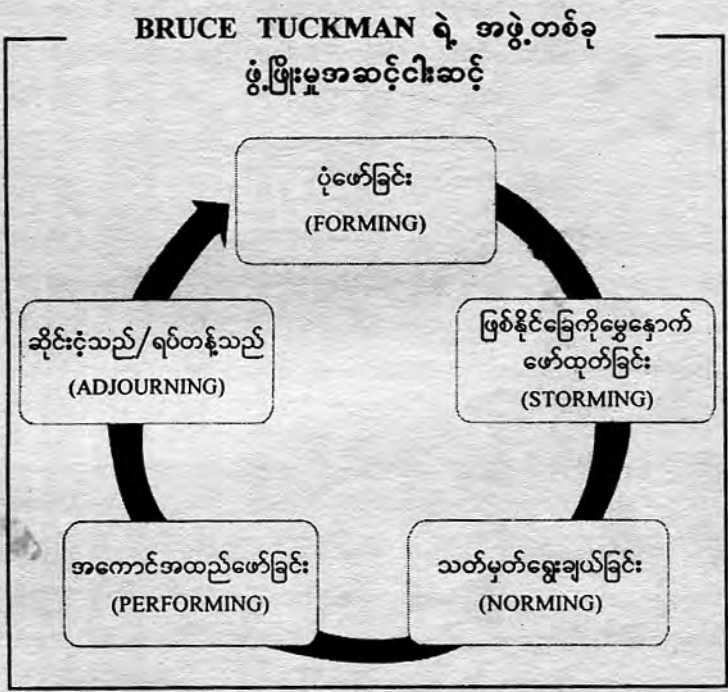 BRUCE TUCKMAN ရဲ့ အဖွဲ့တစ်ခု
ဖွံ့ဖြိုးမှုအဆင့်ငါးဆင့်
ပုံဖော်ခြင်း
(FORMING)
ဖြစ်နိုင်ခြေကိုမွှေနှောက်
ဖော်ထုတ်ခြင်း
(STORMING)
သတ်မှတ်ရွေးချယ်ခြင်း
(NORMING)
အကောင်အထည်ဖော်ခြင်း
(PERFORMING)
ဆိုင်းငံ့သည်/ရပ်တန့်သည်
(ADJOURNING)